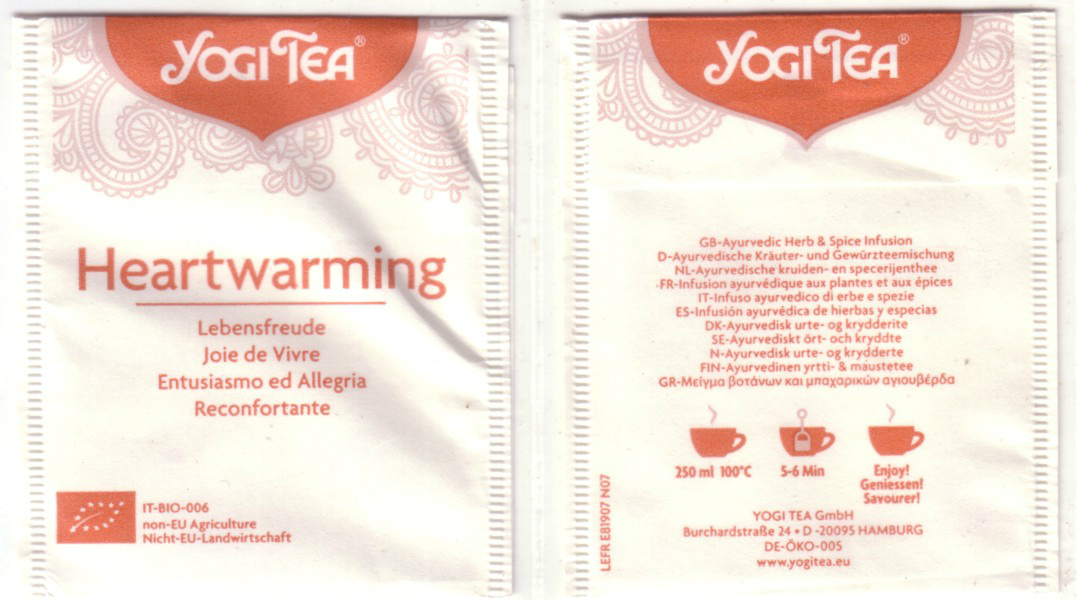 YOGI TEA®
Heartwarming
Lebensfreude
Joie de Vivre
Entusiasmo ed Allegria
Reconfortante
IT-BIO-006
non-EU Agriculture
Nicht-EU-Landwirtschaft
YOGI TEA®
GB-Ayurvedic Herb & Spice Infusion
D-Ayurvedische Kräuter- und Gewürzteemischung
NL-Ayurvedische kruiden- en specerijenthee
FR-Infusion ayurvédique aux plantes et aux épices
IT-Infuso ayurvedico di erbe e spezie
ES-Infusión ayurvédica de hierbas y especias
DK-Ayurvedisk urte- og krydderite
SE-Ayurvediskt ört- och kryddte
N-Ayurvedisk urte- og krydderte
FIN-Ayurvedinen yrtti- & maustetee
GR-Μείγμα βοτάνων και μπαχαρικών αγιουβέρδα
250 ml 100°C
5-6 Min
Enjoy!
Geniessen!
Savourer!
LEFR E81907 N07
YOGI TEA GmbH
Burchardstraße 24 • D -20095 HAMBURG
DE-ÖKO-005
www.yogitea.eu